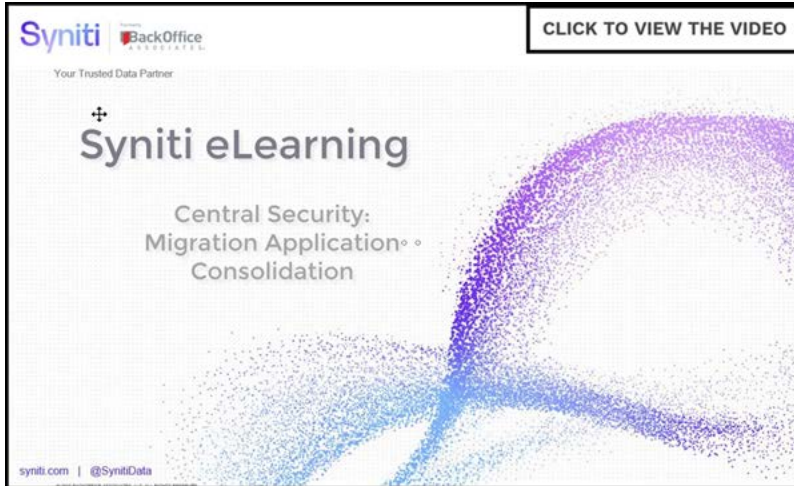 Syniti
BackOffice
ASSOCIATES
CLICK TO VIEW THE VIDEO
Your Trusted Data Partner
Syniti eLearning
Central Security:
Migration Application
Consolidation
syniti.com | @SynitiData